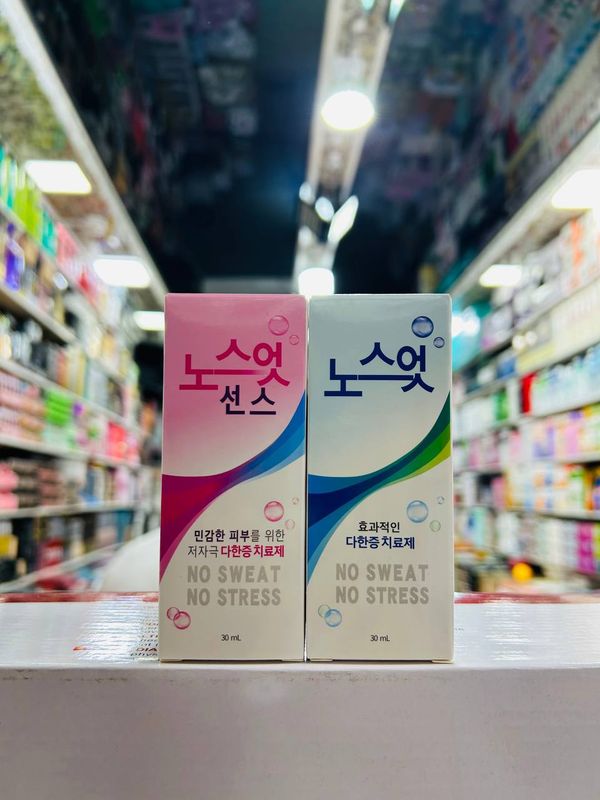 노스엇
선스
민감한 피부를 위한
저자극 다한증 치료제
NO SWEAT
NO STRESS
30 mL
노스엇
효과적인
다한증 치료제
NO SWEAT
NO STRESS
30 mL